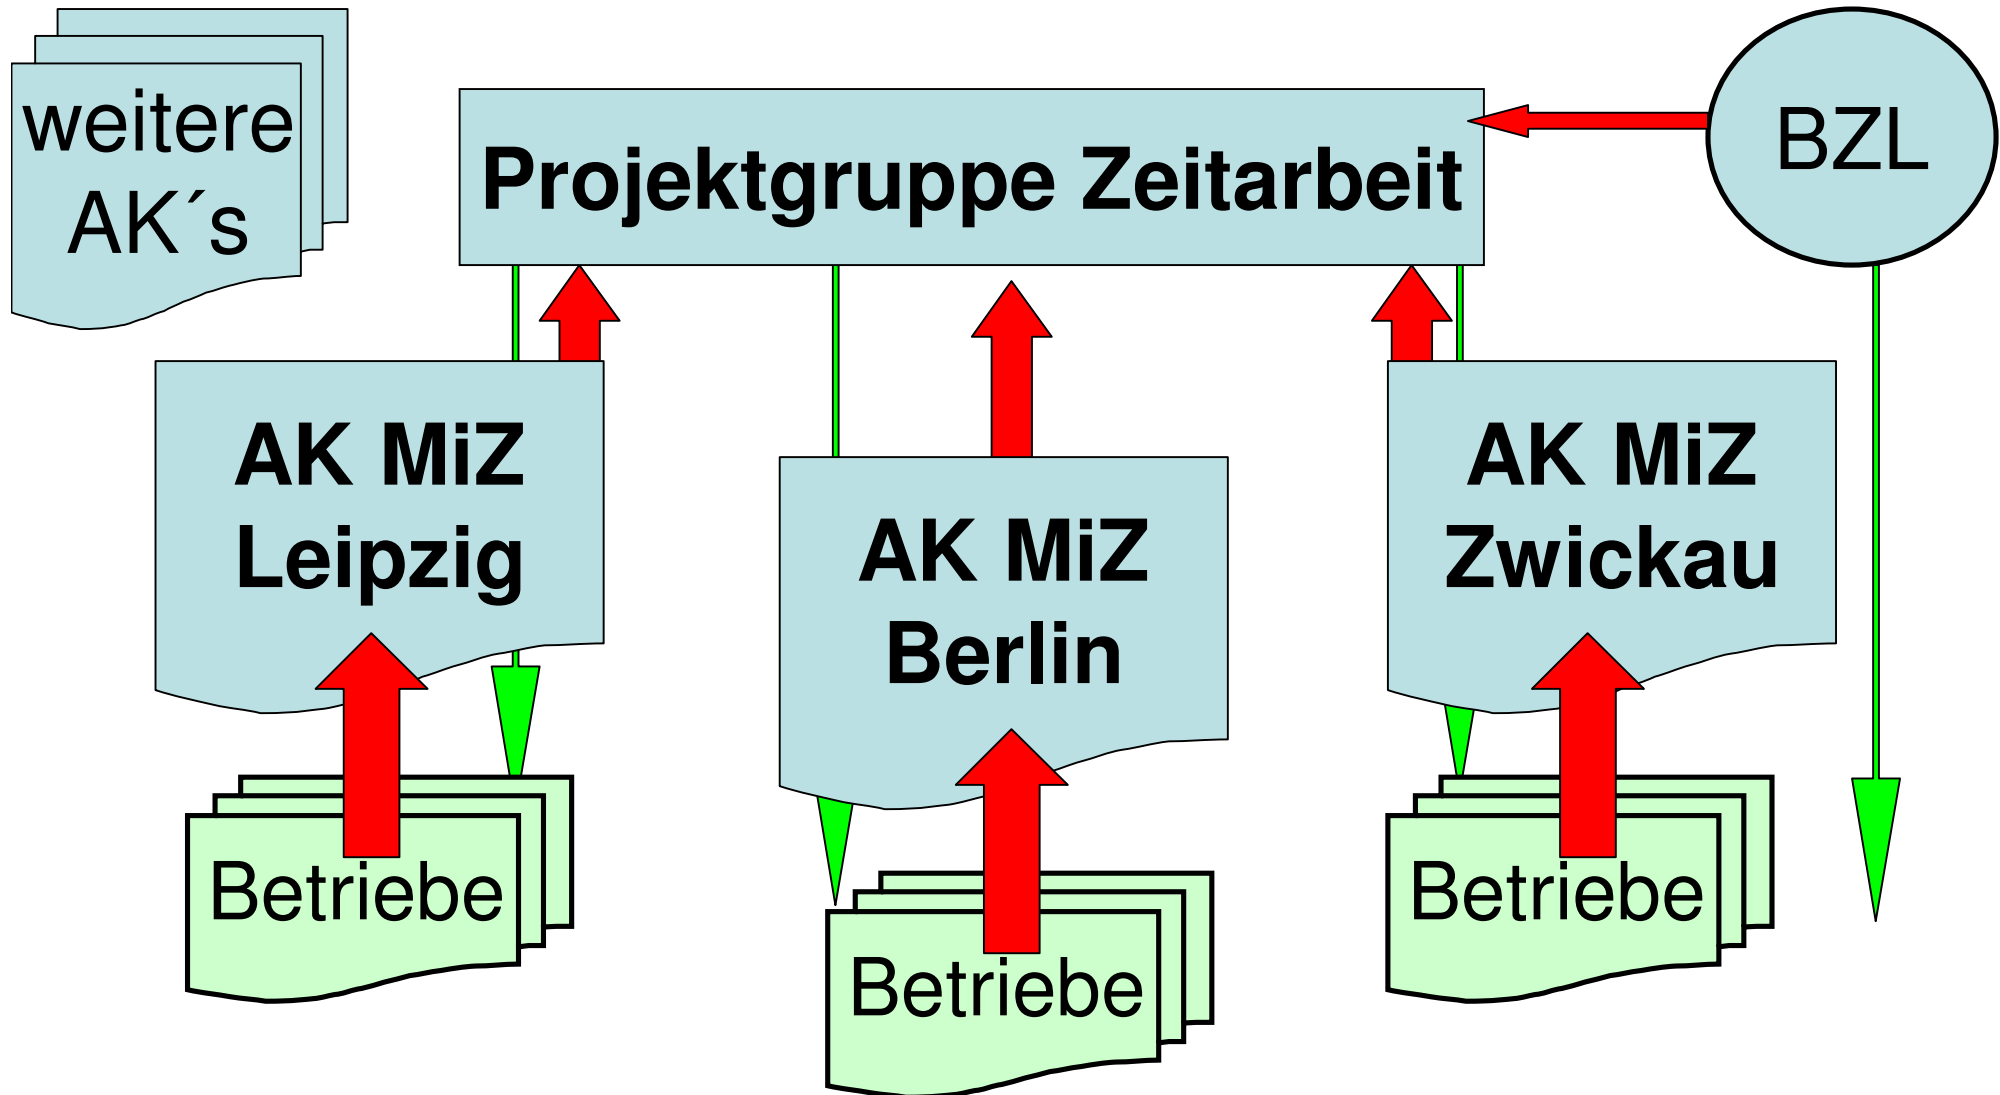 weitere
AK´s
Projektgruppe Zeitarbeit
BZL
AK MiZ
Leipzig
AK MiZ
Berlin
AK MiZ
Zwickau
Betriebe
Betriebe
Betriebe